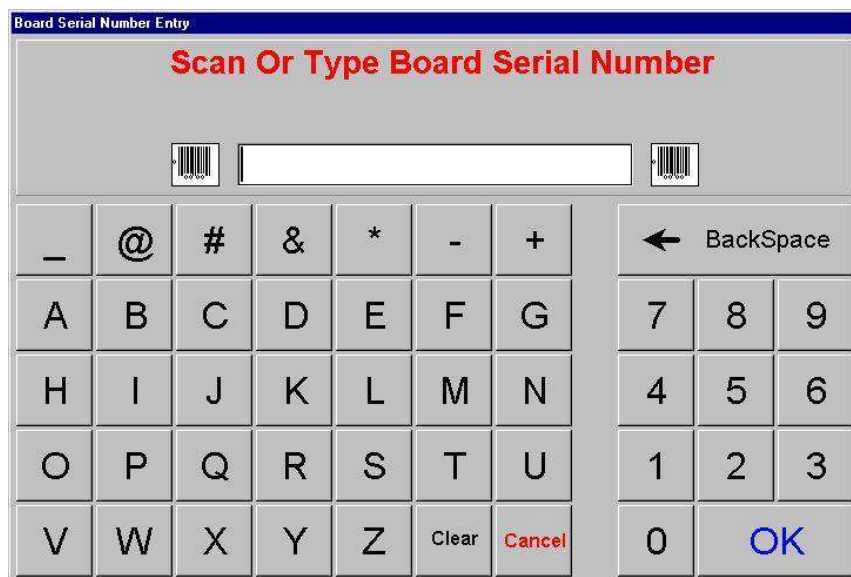 Board Serial Number Entry
Scan Or Type Board Serial Number
_ @ # & * - + BackSpace
A B C D E F G 7 8 9
H I J K L M N 4 5 6
O P Q R S T U 1 2 3
V W X Y Z Clear Cancel 0 OK